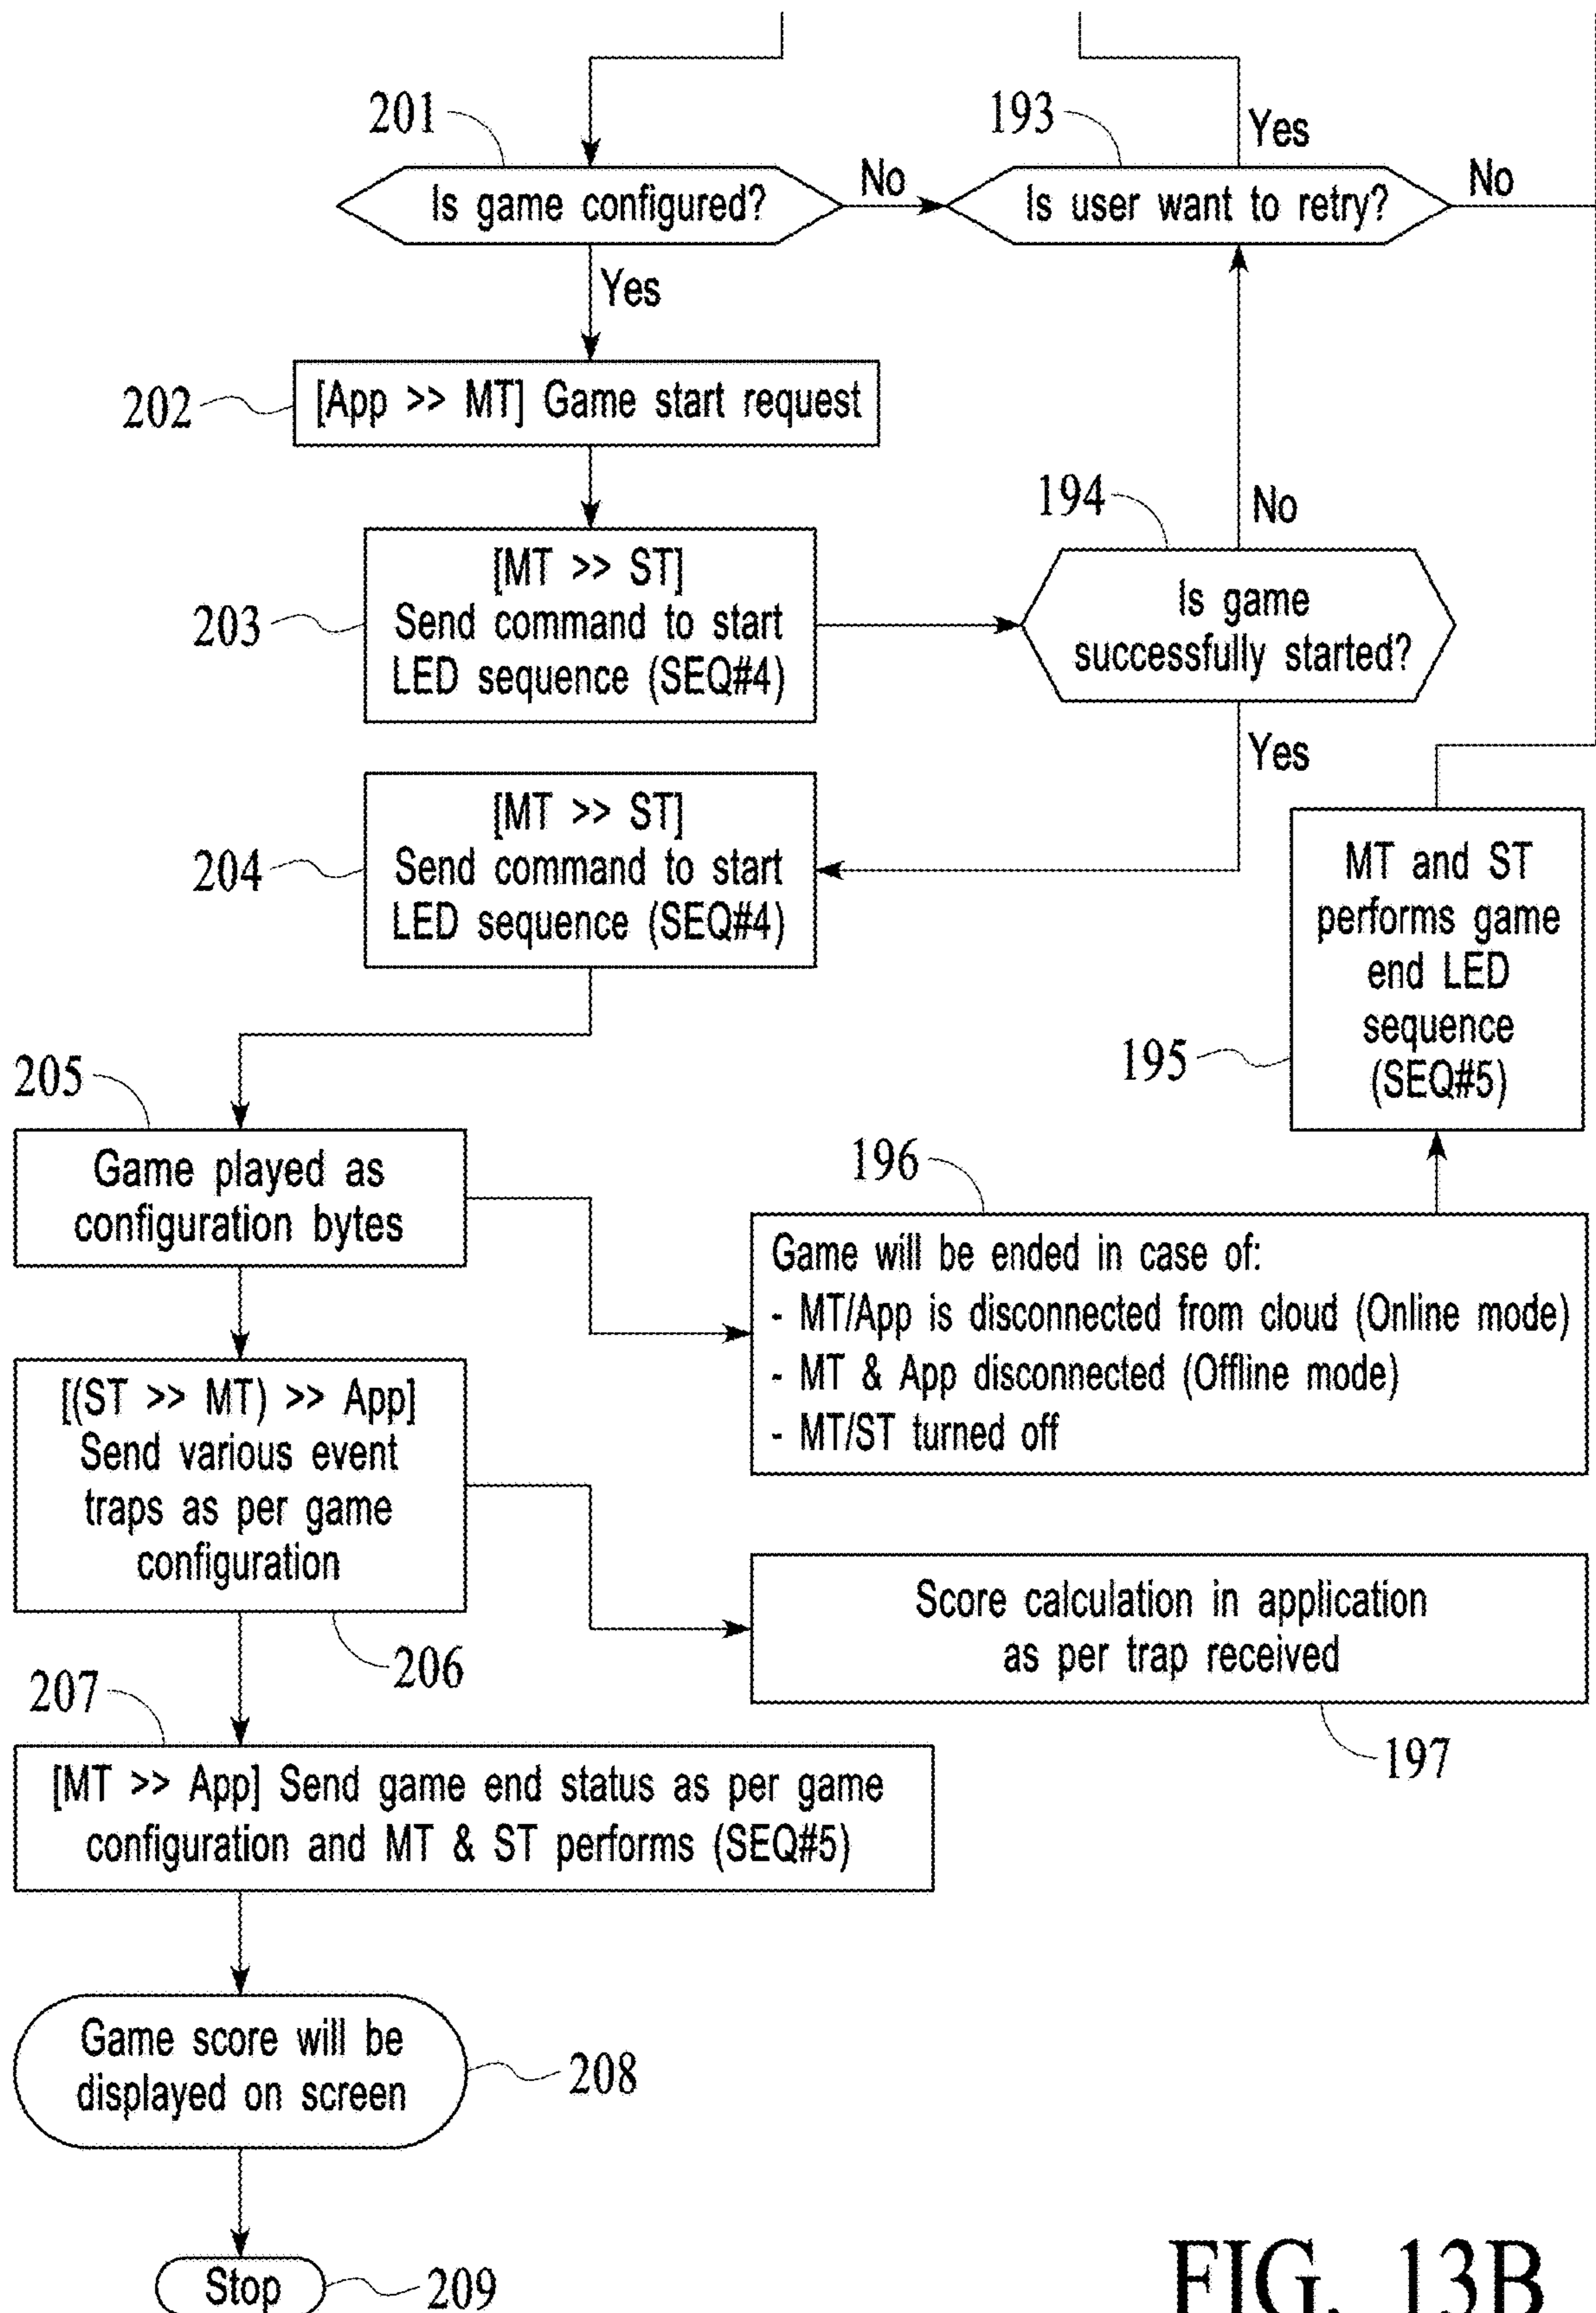 201
193
Yes
Is game configured?
No
Is user want to retry?
No
Yes
202
[App >> MT] Game start request
194
No
203
[MT >> ST]
Send command to start
LED sequence (SEQ#4)
Is game
successfully started?
Yes
204
[MT >> ST]
Send command to start
LED sequence (SEQ#4)
195
MT and ST
performs game
end LED
sequence
(SEQ#5)
205
Game played as
configuration bytes
196
Game will be ended in case of:
- MT/App is disconnected from cloud (Online mode)
- MT & App disconnected (Offline mode)
- MT/ST turned off
[(ST >> MT) >> App]
Send various event
traps as per game
configuration
206
Score calculation in application
as per trap received
197
207
[MT >> App] Send game end status as per game
configuration and MT & ST performs (SEQ#5)
Game score will be
displayed on screen
208
Stop
209
FIG. 13B